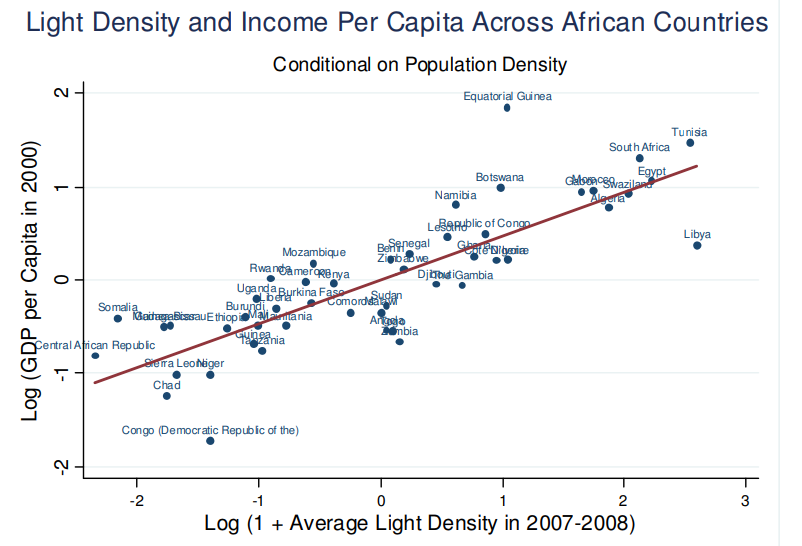 Light Density and Income Per Capita Across African Countries
Conditional on Population Density
Log (GDP per Capita in 2000)
2
1
0
-1
-2
Equatorial Guinea
Tunisia
South Africa
Egypt
Botswana
Gabon
Morocco
Swaziland
Namibia
Algeria
Republic of Congo
Lesotho
Libya
Senegal
Benin
Ghana
Cote D'Ivoire
Mozambique
Zimbabwe
Rwanda
Cameroon
Kenya
Djibouti
The Gambia
Uganda
Liberia
Burkina Faso
Sudan
Comoros
Malawi
Somalia
Burundi
Madagascar
Guinea-Bissau
Ethiopia
Mali
Mauritania
Angola
Togo
Zambia
Guinea
Tanzania
Central African Republic
Sierra Leone
Niger
Chad
Congo (Democratic Republic of the)
-2
-1
0
1
2
3
Log (1 + Average Light Density in 2007-2008)